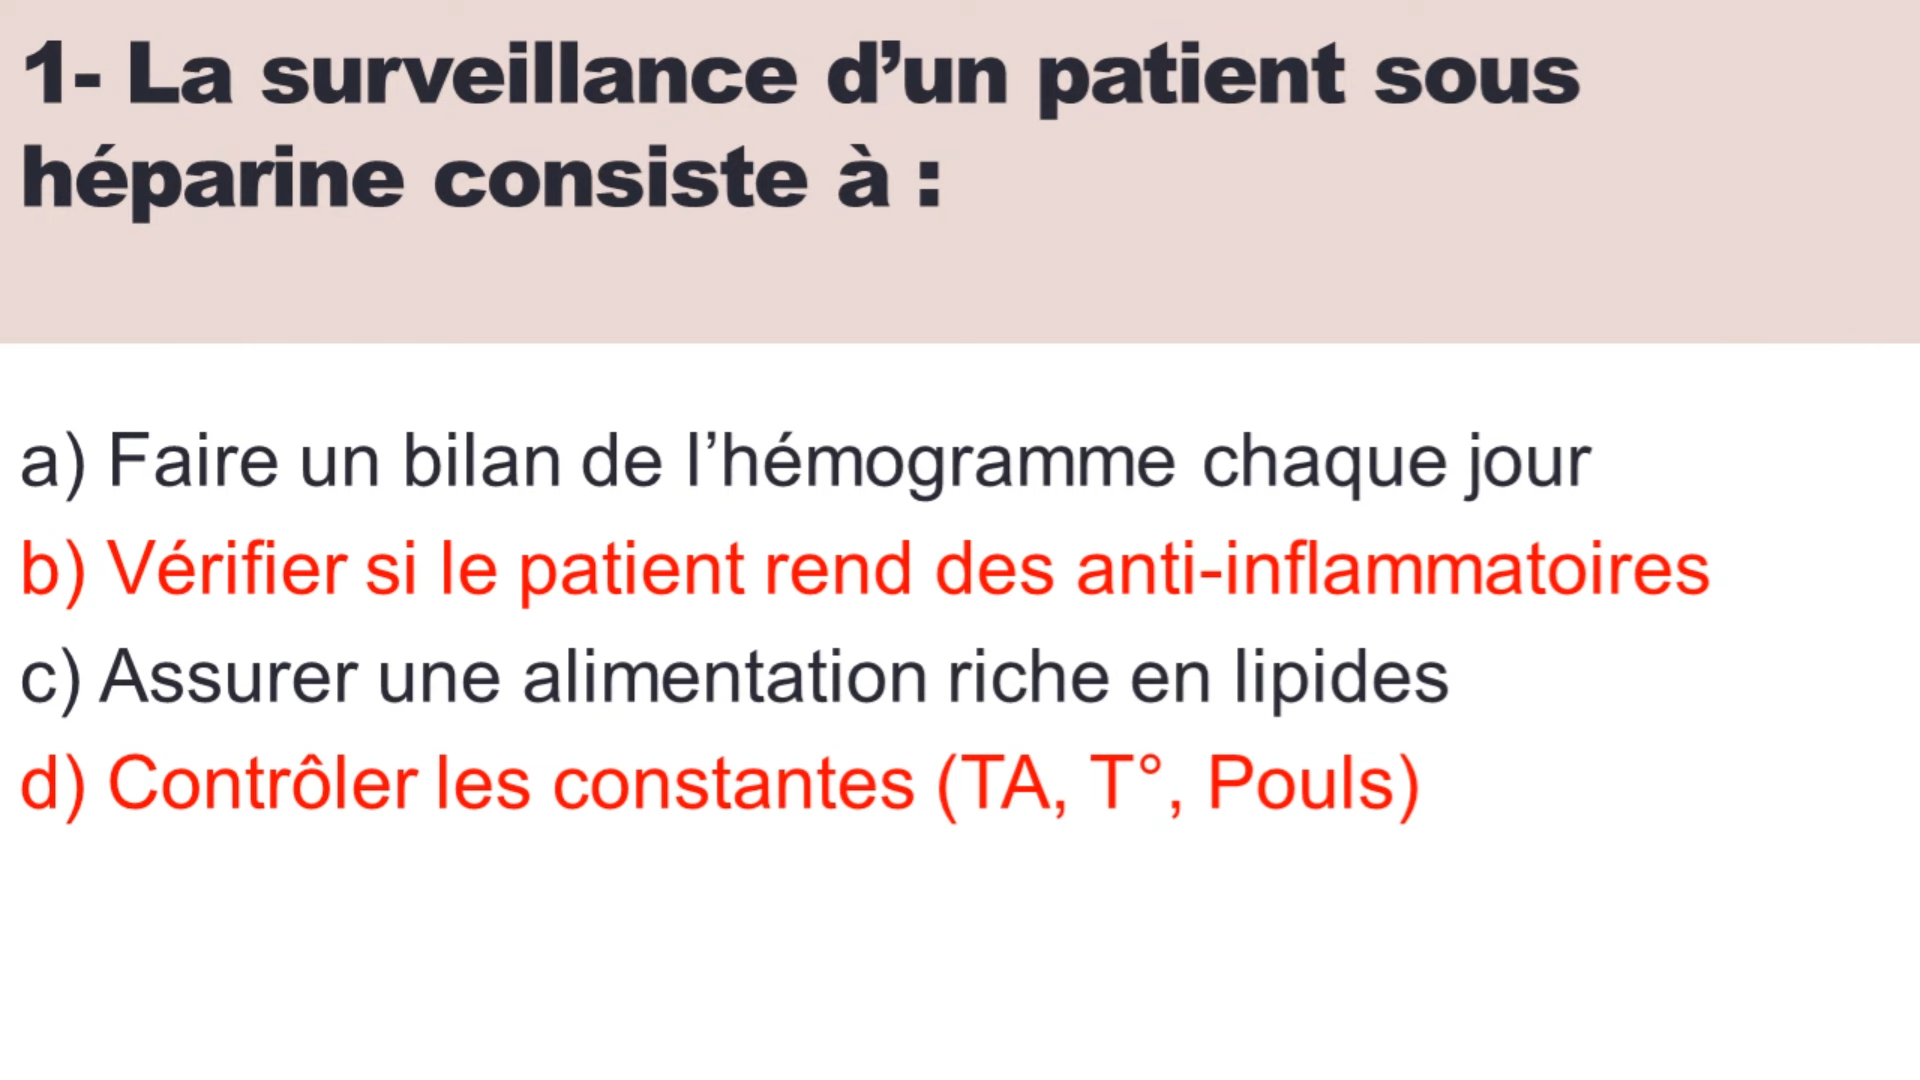 1- La surveillance d’un patient sous
héparine consiste à :
a) Faire un bilan de l’hémogramme chaque jour
b) Vérifier si le patient rend des anti-inflammatoires
c) Assurer une alimentation riche en lipides
d) Contrôler les constantes (TA, T°, Pouls)